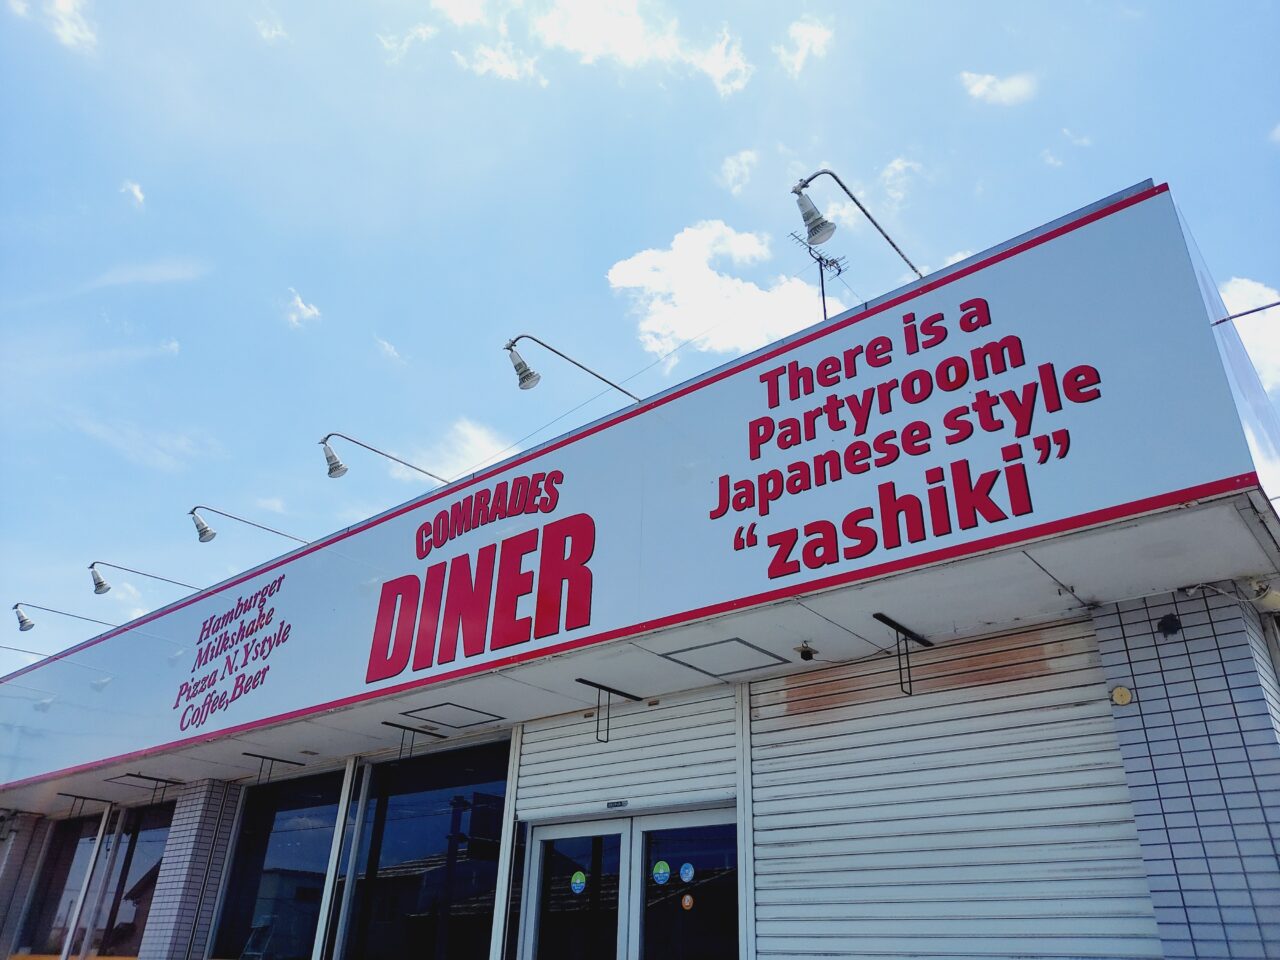 Hamburger
Milkshake
Pizza N.Ystyle
Coffee,Beer
COMRADES
DINER
There is a
Partyroom
Japanese style
“zashiki”